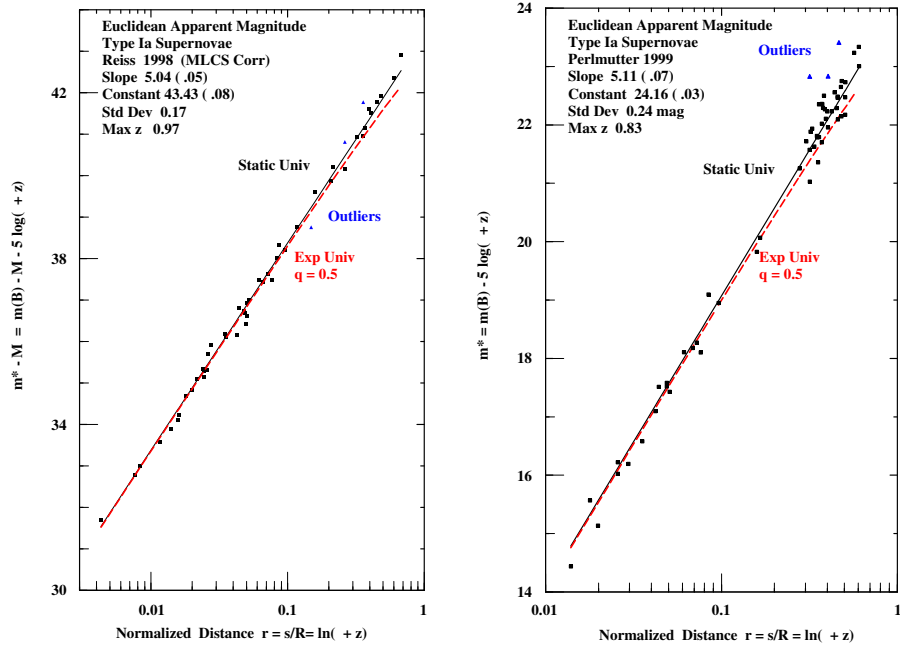 Euclidean Apparent Magnitude
Type Ia Supernovae
Reiss 1998 (MLCS Corr)
Slope 5.04 ( .05)
Constant 43.43 ( .08)
Std Dev 0.17
Max z 0.97
Static Univ
Outliers
Exp Univ
q = 0.5
42
38
34
30
m* - M = m(B) - M - 5 log( + z)
0.01
0.1
1
Normalized Distance r = s/R= ln( + z)
Euclidean Apparent Magnitude
Type Ia Supernovae
Perlmutter 1999
Slope 5.11 ( .07)
Constant 24.16 ( .03)
Std Dev 0.24 mag
Max z 0.83
Outliers
Static Univ
Exp Univ
q = 0.5
24
22
20
18
16
14
m* = m(B) - 5 log( + z)
0.01
0.1
1
Normalized Distance r = s/R = ln( + z)